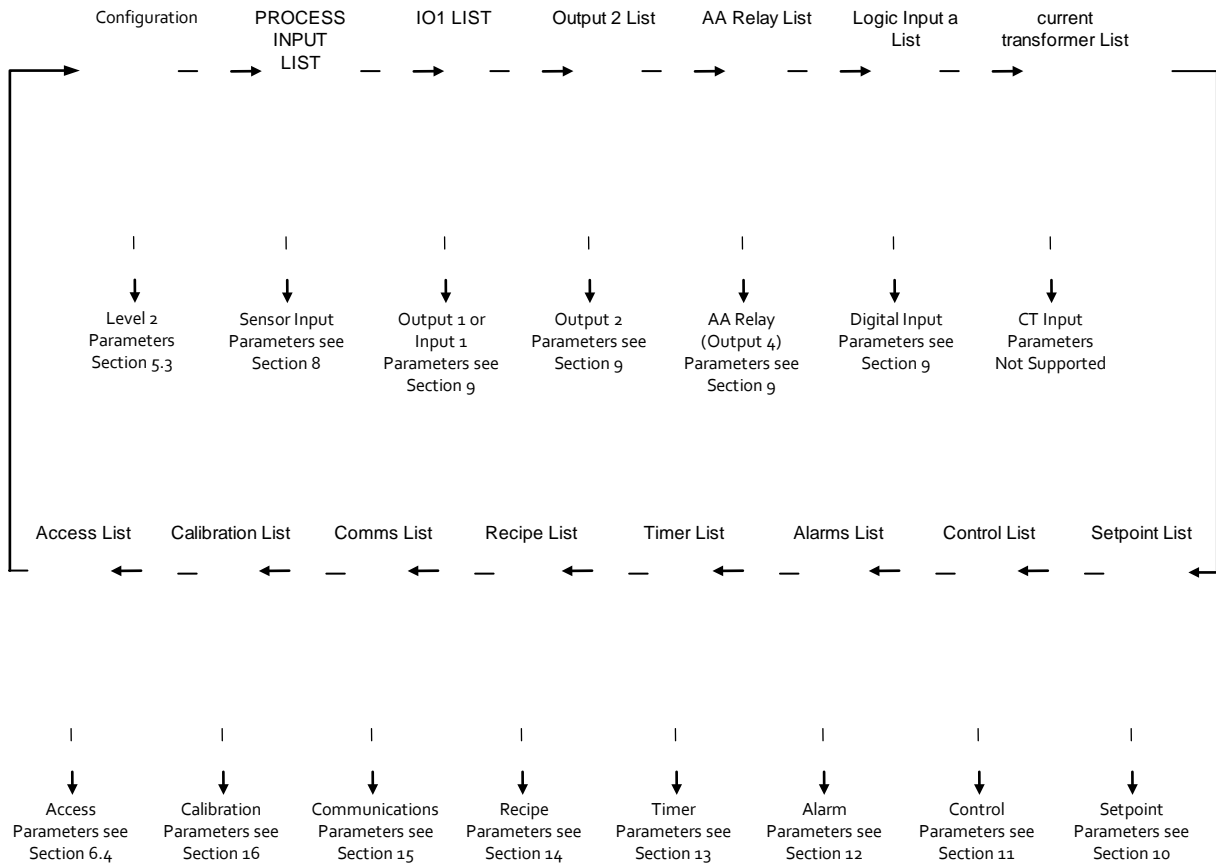 Configuration
PROCESS
INPUT
LIST
IO1 LIST
Output 2 List
AA Relay List
Logic Input a
List
current
transformer List
Level 2
Parameters
Section 5.3
Sensor Input
Parameters see
Section 8
Output 1 or
Input 1
Parameters see
Section 9
Output 2
Parameters see
Section 9
AA Relay
(Output 4)
Parameters see
Section 9
Digital Input
Parameters see
Section 9
CT Input
Parameters
Not Supported
Access List
Calibration List
Comms List
Recipe List
Timer List
Alarms List
Control List
Setpoint List
Access
Parameters see
Section 6.4
Calibration
Parameters see
Section 16
Communications
Parameters see
Section 15
Recipe
Parameters see
Section 14
Timer
Parameters see
Section 13
Alarm
Parameters see
Section 12
Control
Parameters see
Section 11
Setpoint
Parameters see
Section 10